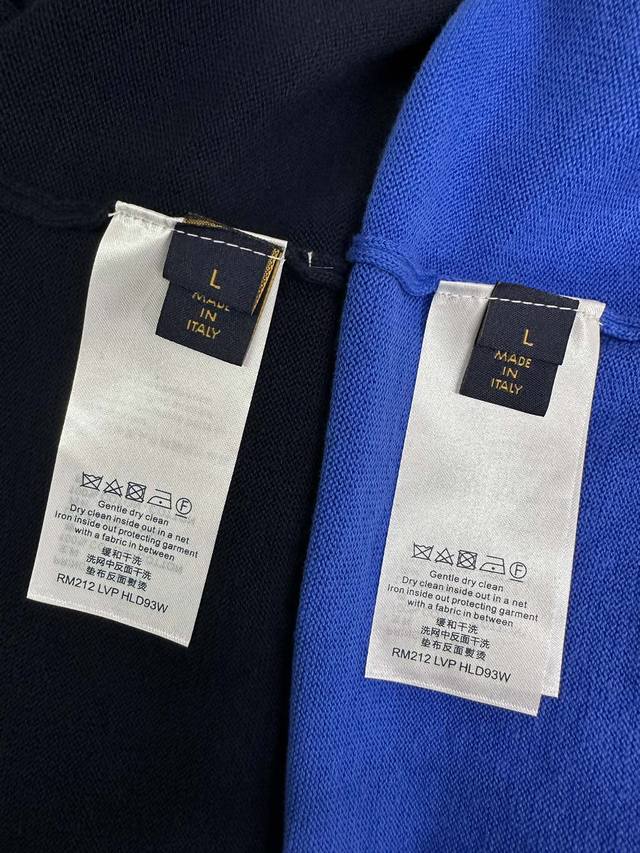 L
MADE
IN
ITALY
F
Gentle dry clean
Dry clean inside out in a net
Iron inside out protecting garment
with a fabric in between
缓和干洗
洗网中反面干洗
垫布反面熨烫
RM212 LVP HLD93W
L
MADE
IN
ITALY
F
Gentle dry clean
Dry clean inside out in a net
Iron inside out protecting garment
with a fabric in between
缓和干洗
洗网中反面干洗
垫布反面熨烫
RM212 LVP HLD93W